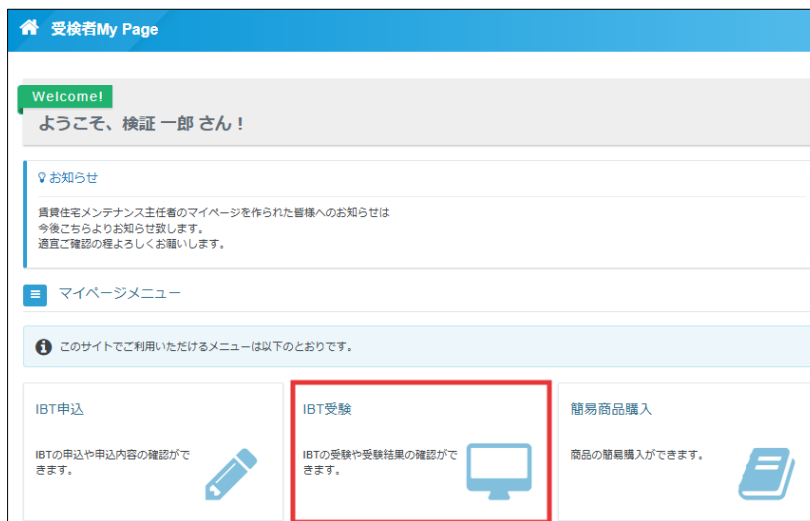 受検者My Page
Welcome!
ようこそ、検証 一郎 さん！
お知らせ
賃貸住宅メンテナンス主任者のマイページを作られた皆様へのお知らせは
今後こちらよりお知らせ致します。
適宜ご確認の程よろしくお願いします。
マイページメニュー
このサイトでご利用いただけるメニューは以下のとおりです。
IBT申込
IBTの申込や申込内容の確認がで
きます。
IBT受験
IBTの受験や受験結果の確認がで
きます。
簡易商品購入
商品の簡易購入ができます。